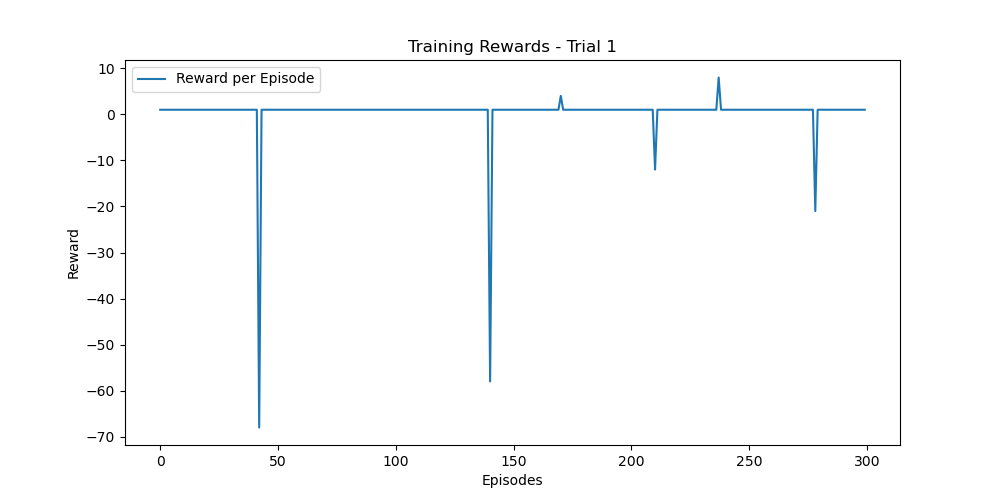 Training Rewards - Trial 1
Reward per Episode
10
0
−10
−20
−30
−40
−50
−60
−70
Reward
0 50 100 150 200 250 300
Episodes